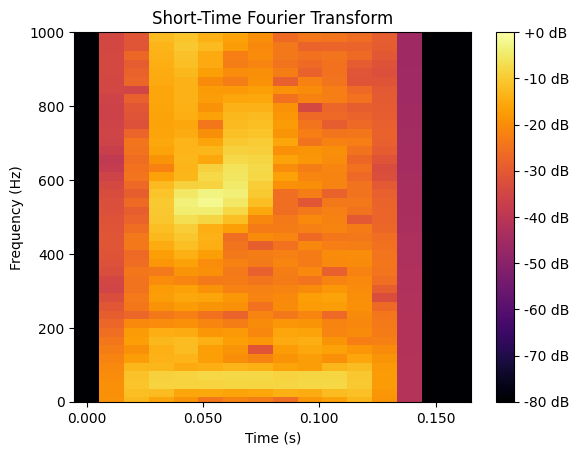 Short-Time Fourier Transform
1000
800
600
400
200
0
Frequency (Hz)
0.000
0.050
0.100
0.150
Time (s)
+0 dB
-10 dB
-20 dB
-30 dB
-40 dB
-50 dB
-60 dB
-70 dB
-80 dB